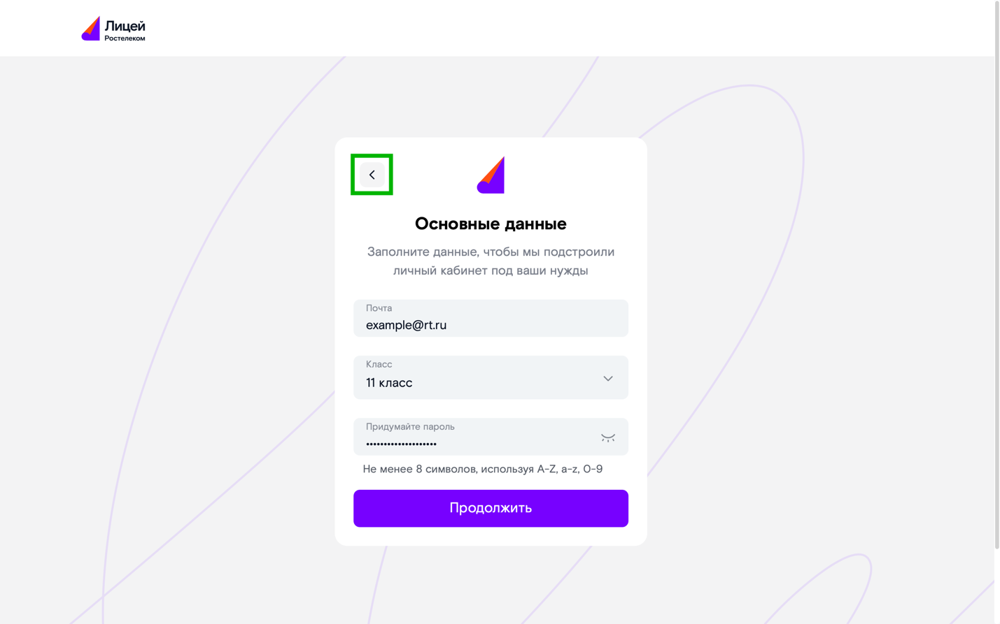 Лицей
Ростелеком
Основные данные
Заполните данные, чтобы мы подстроили
личный кабинет под ваши нужды
Почта
example@rt.ru
Класс
11 класс
Придумайте пароль
••••••••••••••••••••
Не менее 8 символов, используя A-Z, a-z, 0-9
Продолжить